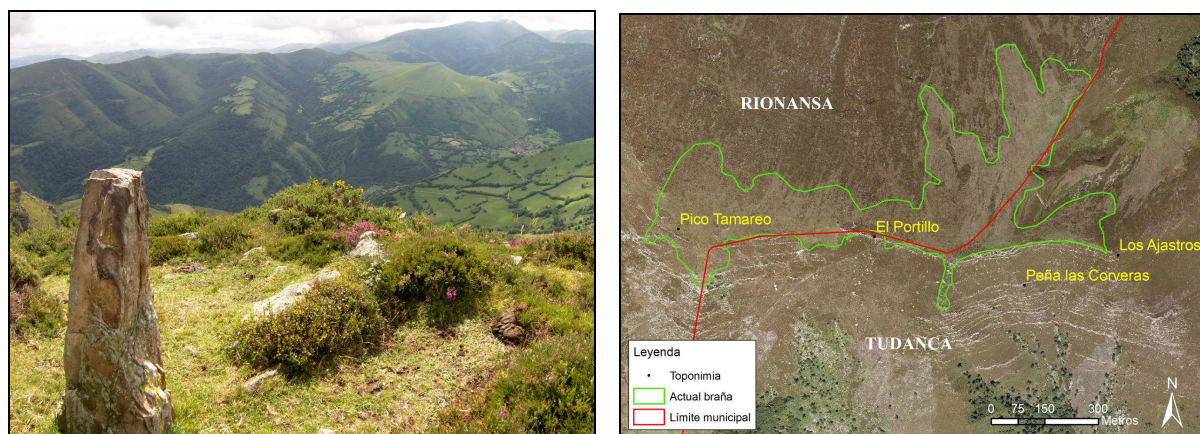 RIONANSA
Pico Tamareo
El Portillo
Los Ajastros
Peña las Corveras
TUDANCA
Leyenda
Toponimia
Actual braña
Límite municipal
N
0 75 150 300
Metros